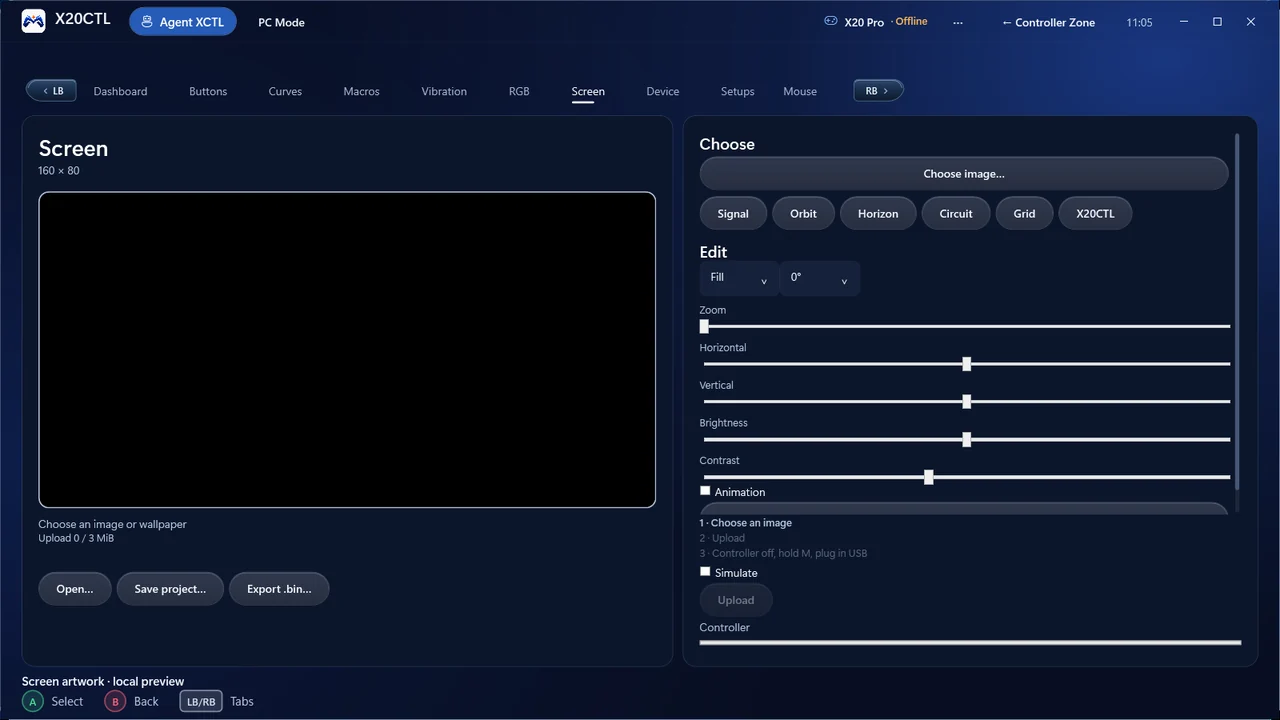 X20CTL
Agent XCTL
PC Mode
X20 Pro · Offline
...
← Controller Zone
11:05
‹ LB
Dashboard
Buttons
Curves
Macros
Vibration
RGB
Screen
Device
Setups
Mouse
RB ›
Screen
160 × 80
Choose an image or wallpaper
Upload 0 / 3 MiB
Open...
Save project...
Export .bin...
Choose
Choose image...
Signal
Orbit
Horizon
Circuit
Grid
X20CTL
Edit
Fill
0°
Zoom
Horizontal
Vertical
Brightness
Contrast
Animation
1 · Choose an image
2 · Upload
3 · Controller off, hold M, plug in USB
Simulate
Upload
Controller
Screen artwork · local preview
A Select
B Back
LB/RB Tabs